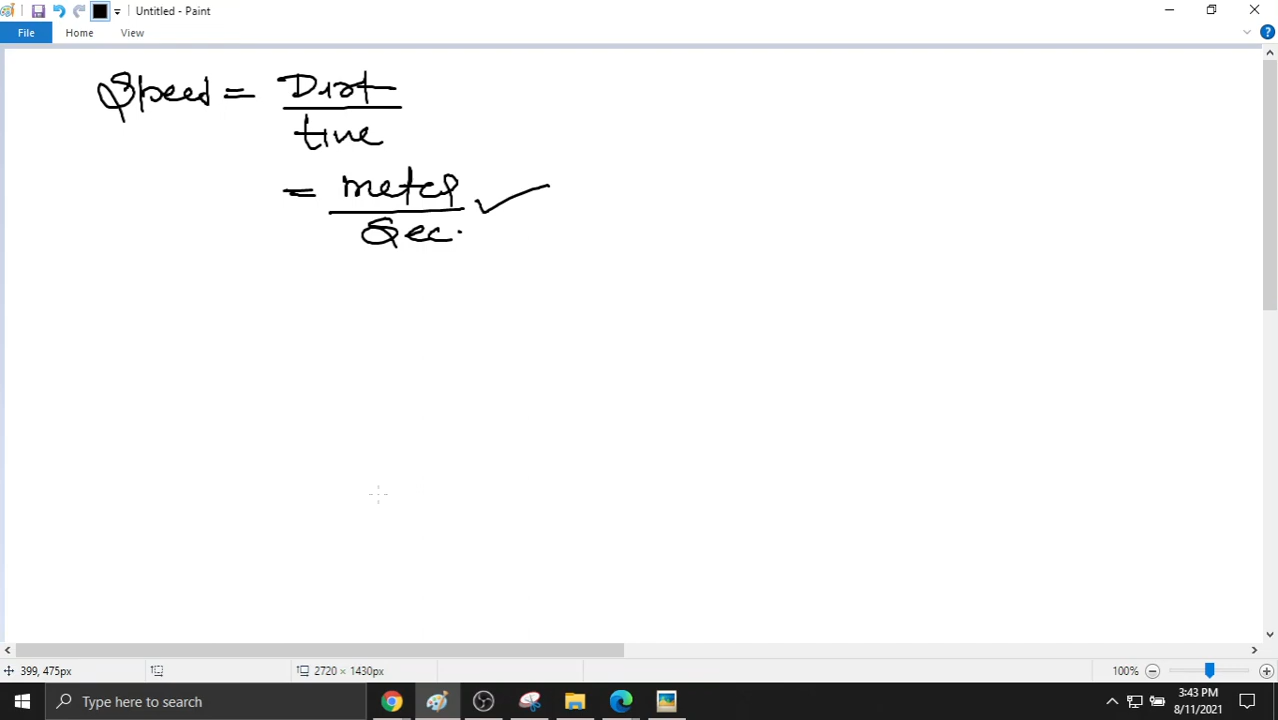 Untitled - Paint
File Home View
Speed = Dist
time
= meter
Sec.
399, 475px
2720 × 1430px
100%
Type here to search
3:43 PM
8/11/2021